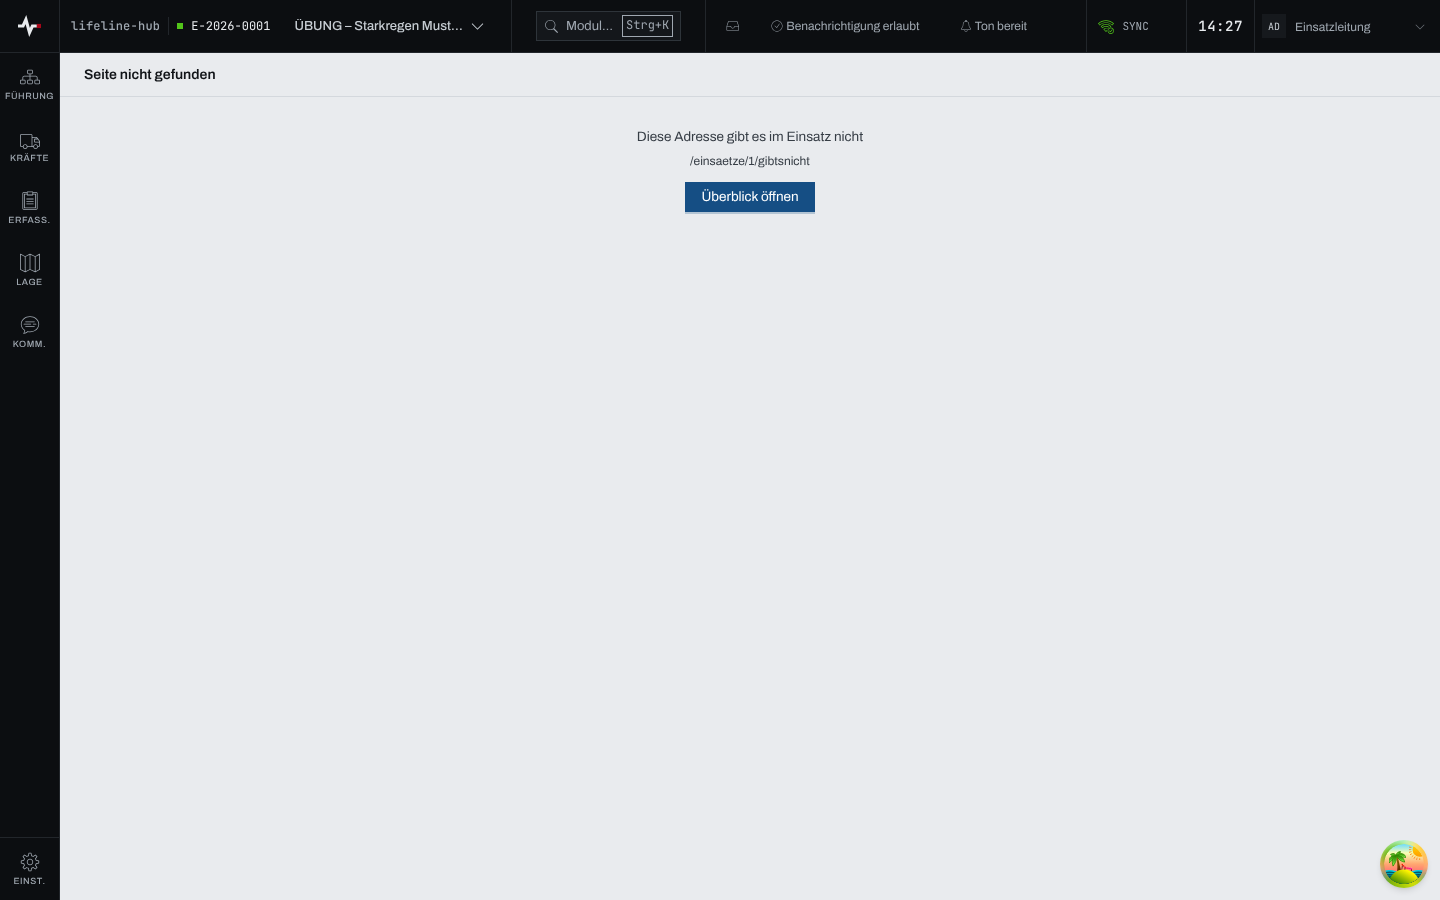 lifeline-hub E-2026-0001 ÜBUNG – Starkregen Must... Modul... Strg+K Benachrichtigung erlaubt Ton bereit SYNC 14:27 AD Einsatzleitung
Seite nicht gefunden
FÜHRUNG
KRÄFTE
ERFASS.
LAGE
KOMM.
Diese Adresse gibt es im Einsatz nicht
/einsaetze/1/gibtsnicht
Überblick öffnen
EINST.